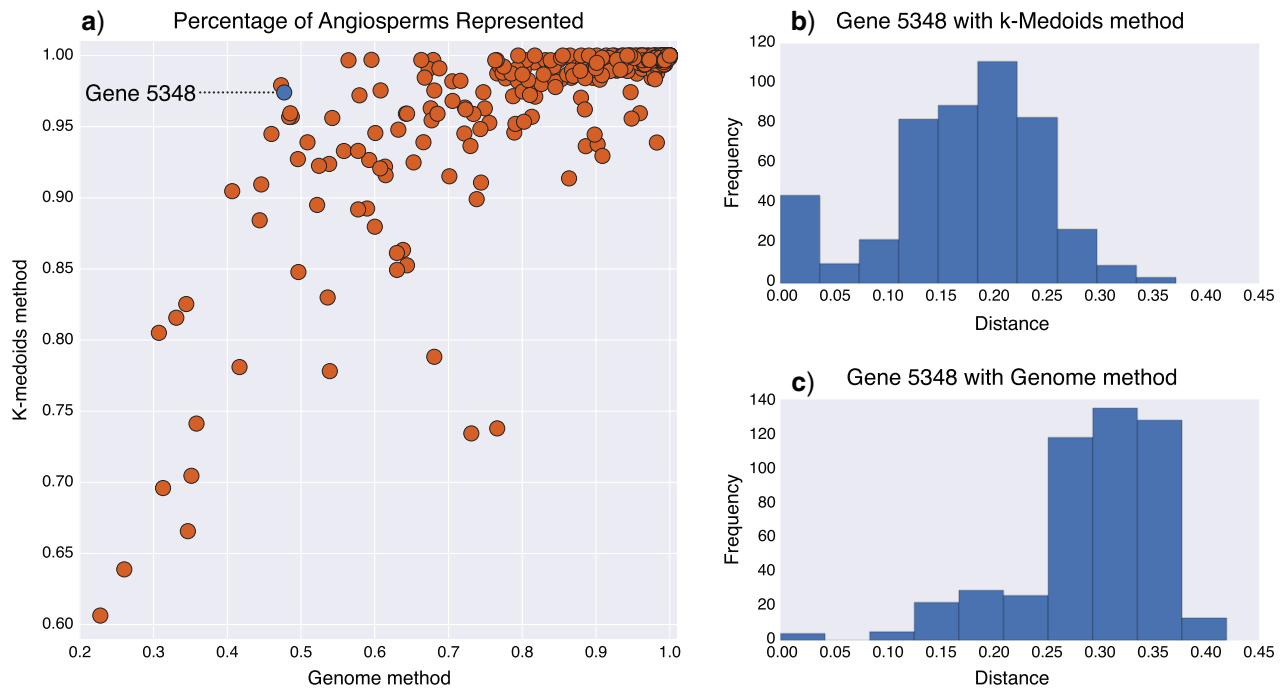 a) Percentage of Angiosperms Represented
1.00
0.95
0.90
0.85
0.80
0.75
0.70
0.65
0.60
K-medoids method
Gene 5348
0.2 0.3 0.4 0.5 0.6 0.7 0.8 0.9 1.0
Genome method
b) Gene 5348 with k-Medoids method
120
100
80
60
40
20
0
Frequency
0.00 0.05 0.10 0.15 0.20 0.25 0.30 0.35 0.40 0.45
Distance
c) Gene 5348 with Genome method
140
120
100
80
60
40
20
0
Frequency
0.00 0.05 0.10 0.15 0.20 0.25 0.30 0.35 0.40 0.45
Distance